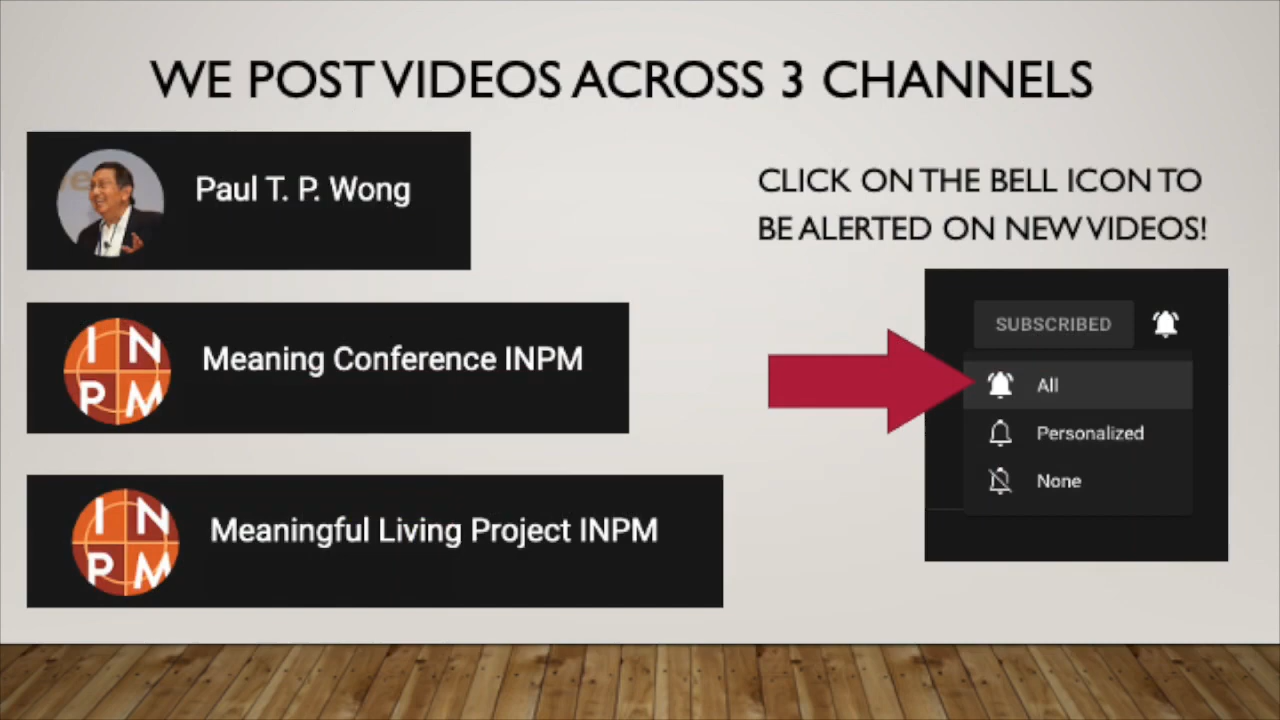 WE POST VIDEOS ACROSS 3 CHANNELS
Paul T. P. Wong
I N
P M
Meaning Conference INPM
I N
P M
Meaningful Living Project INPM
CLICK ON THE BELL ICON TO
BE ALERTED ON NEW VIDEOS!
SUBSCRIBED
All
Personalized
None